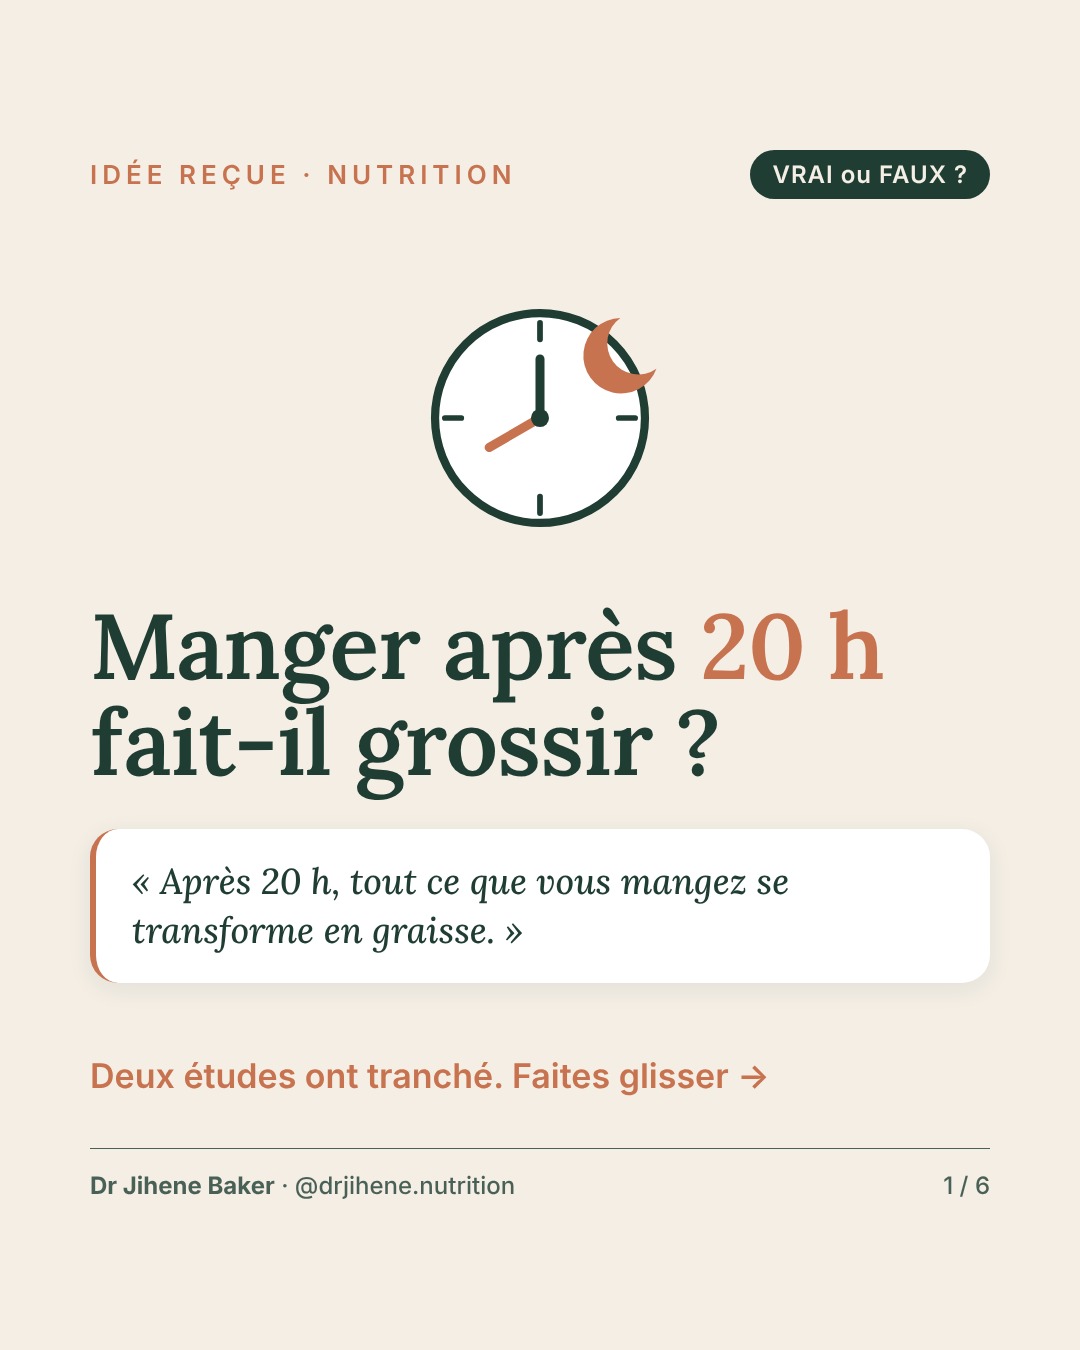 IDÉE REÇUE · NUTRITION
VRAI ou FAUX ?
Manger après 20 h
fait-il grossir ?
« Après 20 h, tout ce que vous mangez se
transforme en graisse. »
Deux études ont tranché. Faites glisser →
Dr Jihene Baker · @drjihene.nutrition
1 / 6